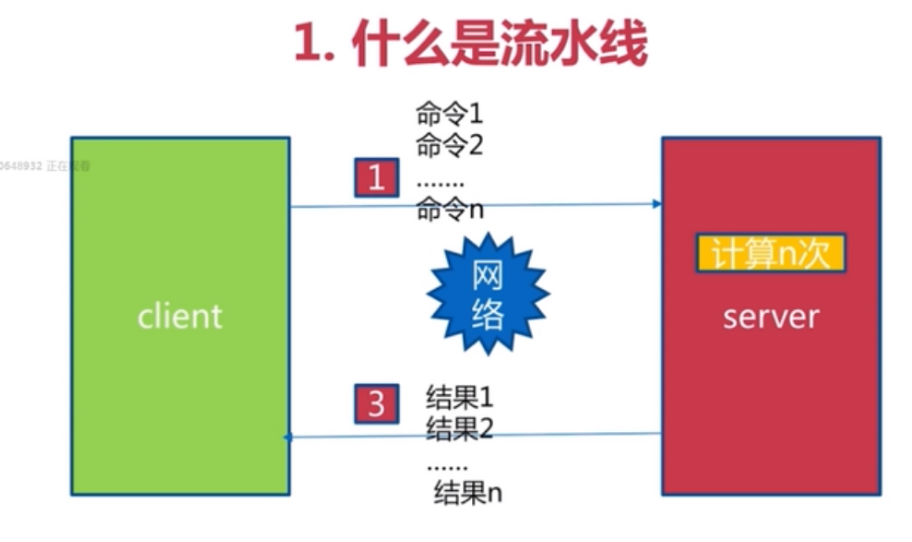 1. 什么是流水线
命令1
命令2
0648932 正在观看
1
.......
命令n
计算n次
网
络
client
server
3
结果1
结果2
......
结果n